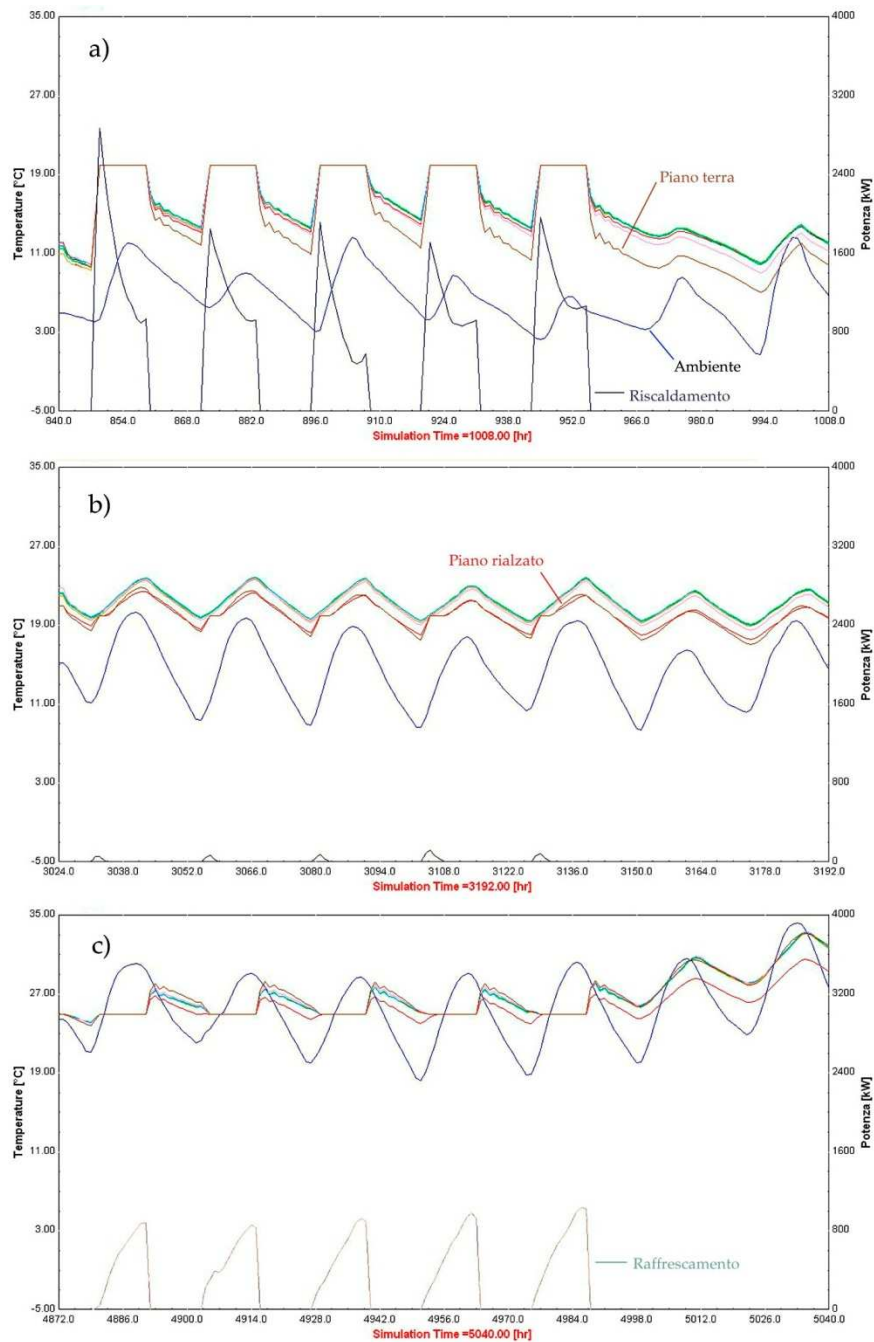 a)
35.00
27.00
19.00
11.00
3.00
-5.00
Temperature [°C]
4000
3200
2400
1600
800
0
Potenza [kW]
Piano terra
Ambiente
Riscaldamento
840.0 854.0 868.0 882.0 896.0 910.0 924.0 938.0 952.0 966.0 980.0 994.0 1008.0
Simulation Time =1008.00 [hr]
b)
35.00
27.00
19.00
11.00
3.00
-5.00
Temperature [°C]
4000
3200
2400
1600
800
0
Potenza [kW]
Piano rialzato
3024.0 3038.0 3052.0 3066.0 3080.0 3094.0 3108.0 3122.0 3136.0 3150.0 3164.0 3178.0 3192.0
Simulation Time =3192.00 [hr]
c)
35.00
27.00
19.00
11.00
3.00
-5.00
Temperature [°C]
4000
3200
2400
1600
800
0
Potenza [kW]
Raffrescamento
4872.0 4886.0 4900.0 4914.0 4928.0 4942.0 4956.0 4970.0 4984.0 4998.0 5012.0 5026.0 5040.0
Simulation Time =5040.00 [hr]